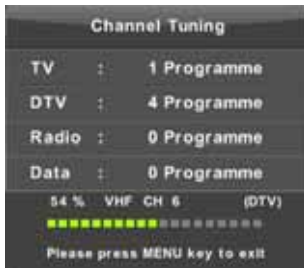 Channel Tuning
TV : 1 Programme
DTV : 4 Programme
Radio : 0 Programme
Data : 0 Programme
54 % VHF CH 6 (DTV)
Please press MENU key to exit